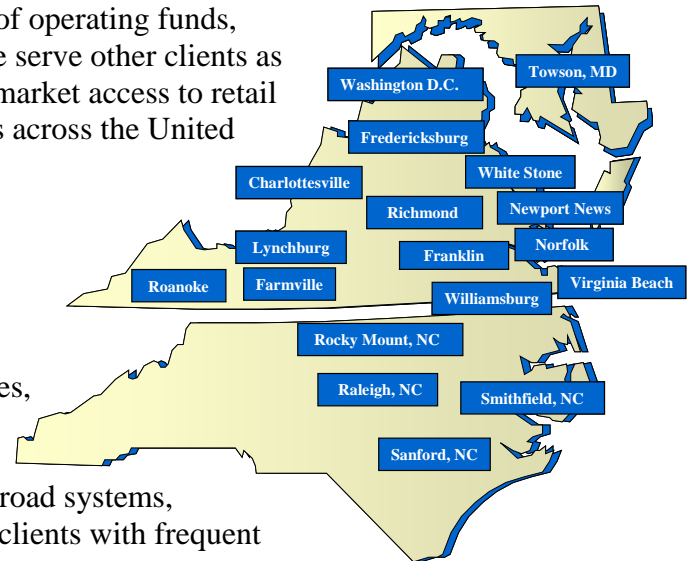 of operating funds,
e serve other clients as
market access to retail
s across the United
Washington D.C.
Towson, MD
Fredericksburg
White Stone
Charlottesville
Richmond
Newport News
Lynchburg
Franklin
Norfolk
Roanoke
Farmville
Virginia Beach
Williamsburg
Rocky Mount, NC
Raleigh, NC
Smithfield, NC
Sanford, NC
es,
road systems,
clients with frequent